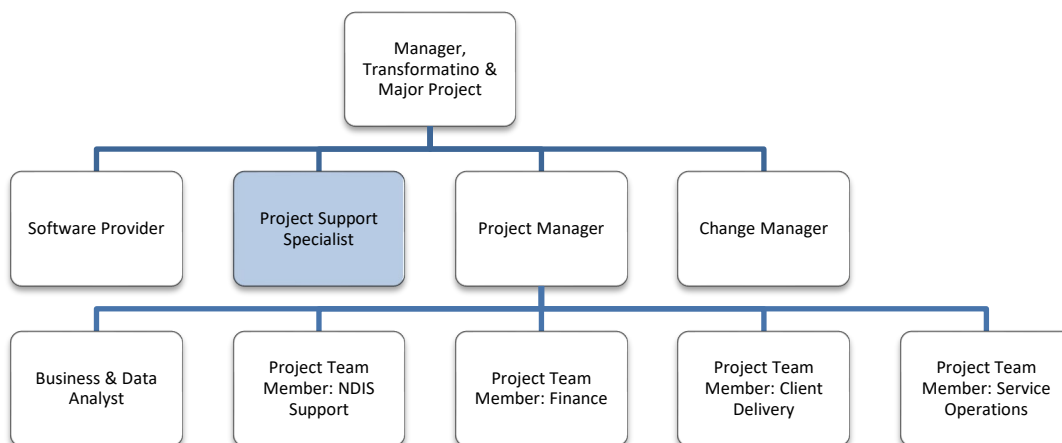 Manager,
Transformatino &
Major Project
Software Provider
Project Support
Specialist
Project Manager
Change Manager
Business & Data
Analyst
Project Team
Member: NDIS
Support
Project Team
Member: Finance
Project Team
Member: Client
Delivery
Project Team
Member: Service
Operations